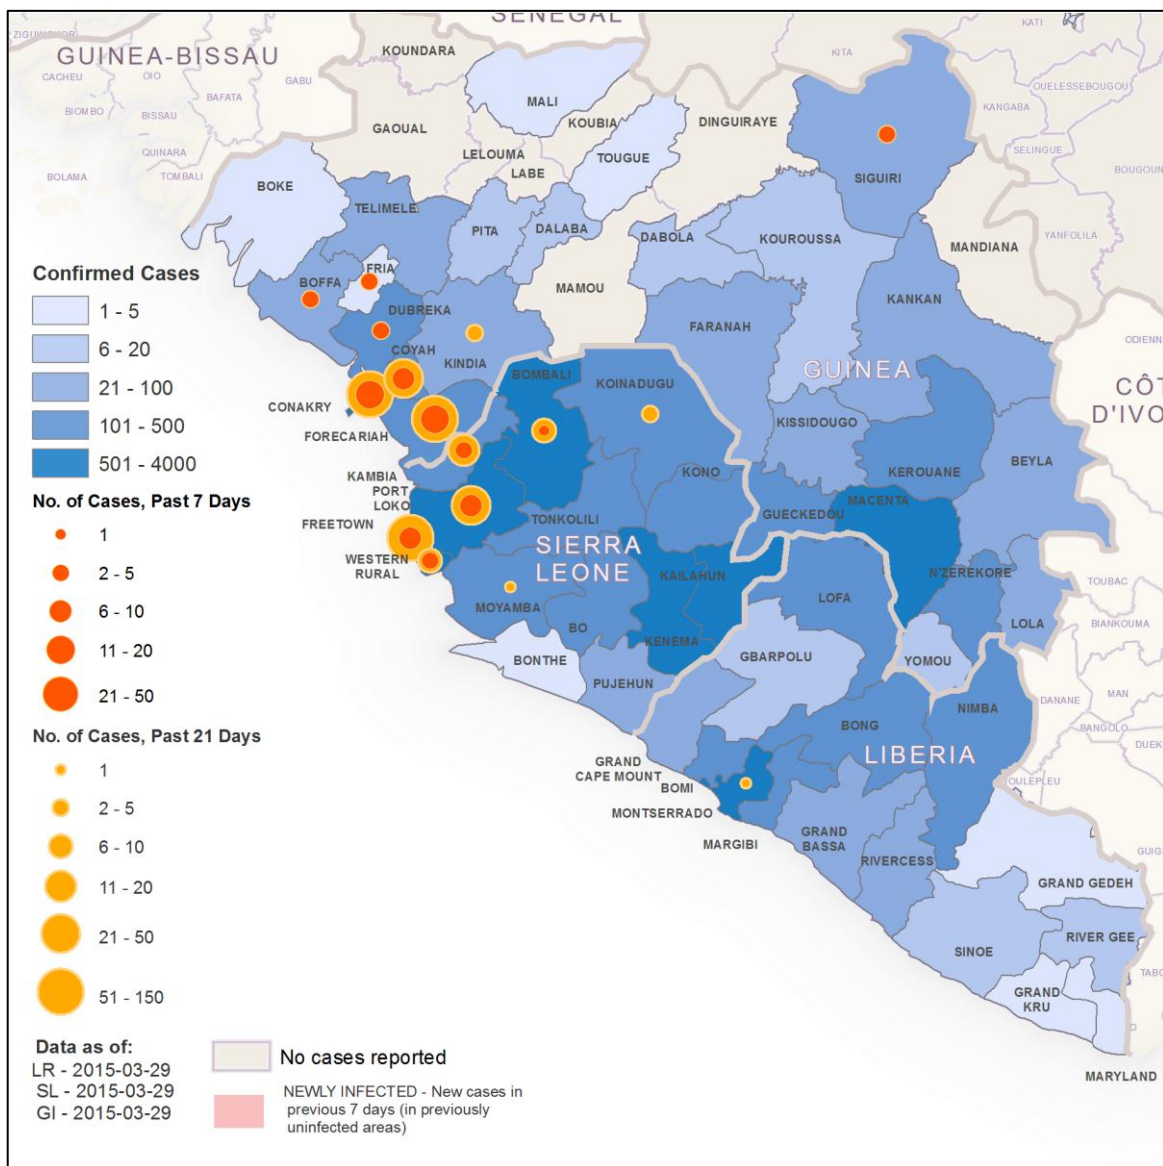 SENEGAL
KATI
ZIGUINCHOR
KOUNDARA
KITA
GUINEA-BISSAU
CACHEU
OIO
GABU
BAFATA
OUELESSEBOUGOU
MALI
KANGABA
BIOMBO
BISSAU
KOUBIA
DINGUIRAYE
GAOUAL
SELINGUE
QUINARA
LELOUMA
TOUGUE
LABE
BOUGOUN
BOLAMA
TOMBALI
SIGUIRI
BOKE
TELIMELE
PITA
DALABA
DABOLA
KOUROUSSA
YANFOLILA
MANDIANA
Confirmed Cases
1 - 5
6 - 20
21 - 100
101 - 500
501 - 4000
FRIA
BOFFA
MAMOU
KANKAN
DUBREKA
FARANAH
COYAH
KINDIA
ODIENN
BOMBALI
KOINADUGU
GUINEA
CÔT
D'IVO
CONAKRY
FORECARIAH
KISSIDOUGO
BEYLA
KEROUANE
KAMBIA
PORT
LOKO
KONO
MACENTA
GUECKEDOU
TONKOLILI
FREETOWN
SIERRA
LEONE
WESTERN
RURAL
KAILAHUN
N'ZEREKORE
TOUBAC
MOYAMBA
LOFA
BO
LOLA
BIANKOUMA
KENEMA
BONTHE
GBARPOLU
YOMOU
PUJEHUN
DANANE
MAN
NIMBA
BONG
BANGOLO
DUEK
LIBERIA
GRAND
CAPE MOUNT
BOMI
OULEPLEU
MONTSERRADO
MARGIBI
GRAND
BASSA
RIVERCESS
GUIG
GRAND GEDEH
RIVER GEE
SINOE
TABO
GRAND
KRU
MARYLAND
No. of Cases, Past 7 Days
1
2 - 5
6 - 10
11 - 20
21 - 50
No. of Cases, Past 21 Days
1
2 - 5
6 - 10
11 - 20
21 - 50
51 - 150
Data as of:
LR - 2015-03-29
SL - 2015-03-29
GI - 2015-03-29
No cases reported
NEWLY INFECTED - New cases in
previous 7 days (in previously
uninfected areas)